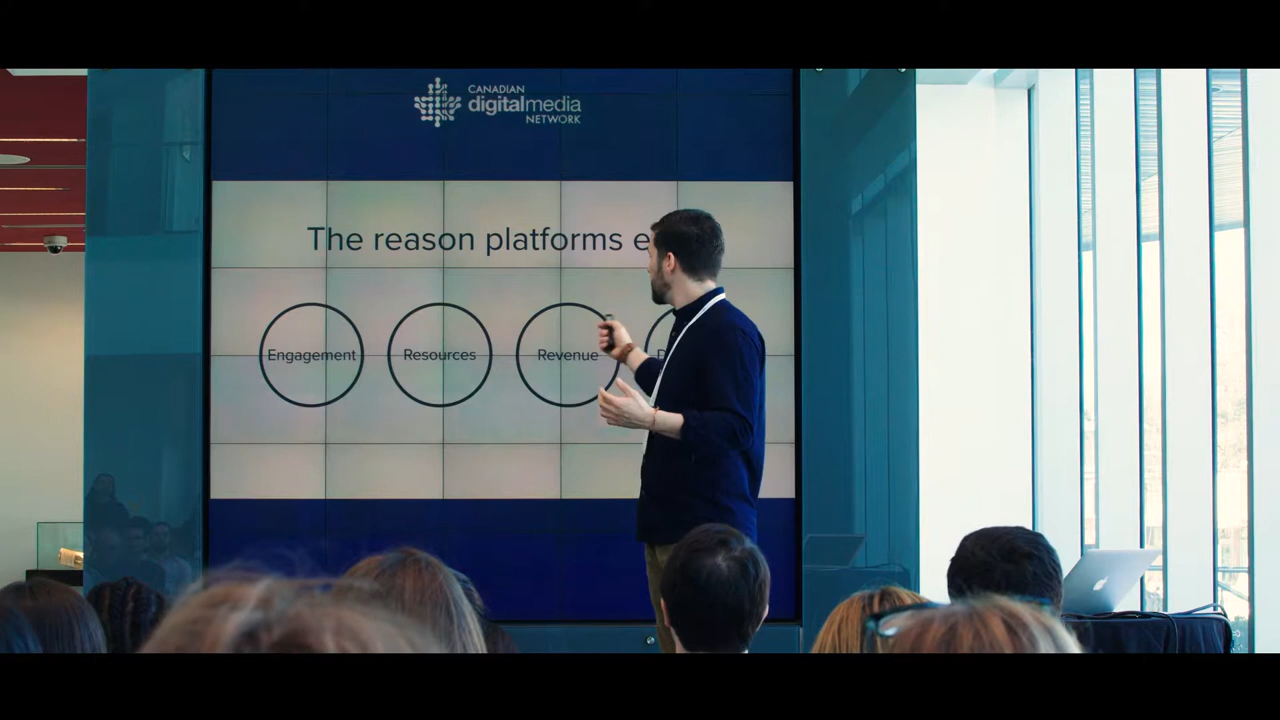 CANADIAN
digitalmedia
NETWORK
The reason platforms
Engagement Resources Revenue